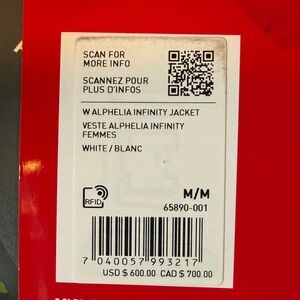 SCAN FOR
MORE INFO
SCANNEZ POUR
PLUS D'INFOS
W ALPHELIA INFINITY JACKET
VESTE ALPHELIA INFINITY
FEMMES
WHITE / BLANC
RFID
M/M
65890-001
7 040057 993217
USD $ 600.00 CAD $ 700.00